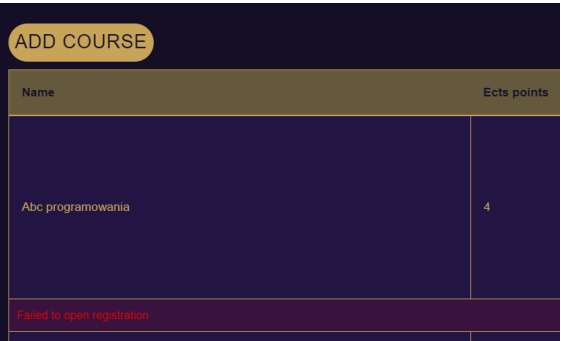 ADD COURSE
Name Ects points
Abc programowania 4
Failed to open registration